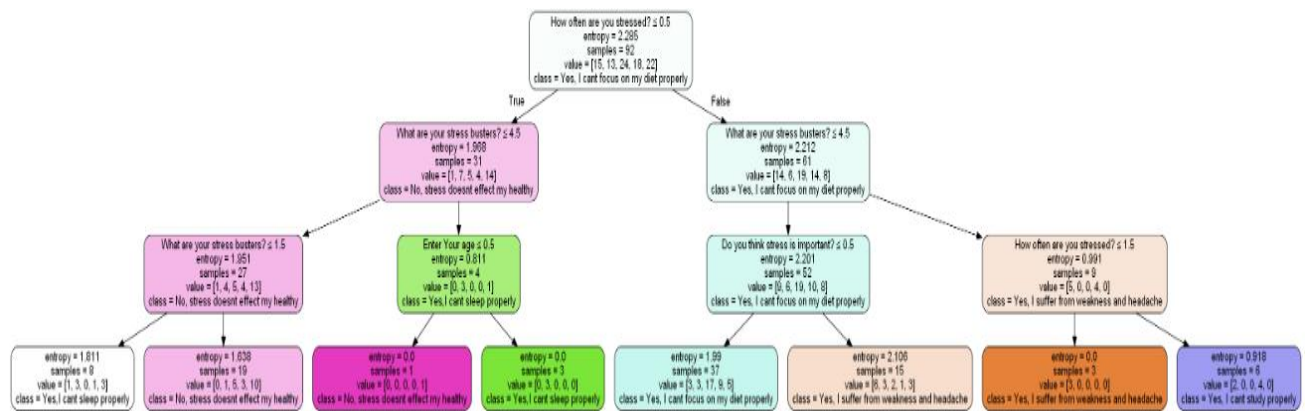 How often are you stressed? ≤ 0.5
entropy = 2.285
samples = 92
value = [15, 13, 24, 18, 22]
class = Yes, I cant focus on my diet properly
True
False
What are your stress busters? ≤ 4.5
entropy = 1.968
samples = 31
value = [1, 7, 5, 4, 14]
class = No, stress doesnt effect my healthy
What are your stress busters? ≤ 4.5
entropy = 2.212
samples = 61
value = [14, 6, 19, 14, 8]
class = Yes, I cant focus on my diet properly
What are your stress busters? ≤ 1.5
entropy = 1.951
samples = 27
value = [1, 4, 5, 4, 13]
class = No, stress doesnt effect my healthy
Enter Your age ≤ 0.5
entropy = 0.811
samples = 4
value = [0, 3, 0, 0, 1]
class = Yes,I cant sleep properly
Do you think stress is important? ≤ 0.5
entropy = 2.201
samples = 52
value = [9, 6, 19, 10, 8]
class = Yes, I cant focus on my diet properly
How often are you stressed? ≤ 1.5
entropy = 0.991
samples = 9
value = [5, 0, 0, 4, 0]
class = Yes, I suffer from weakness and headache
entropy = 1.811
samples = 8
value = [1, 3, 0, 1, 3]
class = Yes,I cant sleep properly
entropy = 1.638
samples = 19
value = [0, 1, 5, 3, 10]
class = No, stress doesnt effect my healthy
entropy = 0.0
samples = 1
value = [0, 0, 0, 0, 1]
class = No, stress doesnt effect my healthy
entropy = 0.0
samples = 3
value = [0, 3, 0, 0, 0]
class = Yes,I cant sleep properly
entropy = 1.99
samples = 37
value = [3, 3, 17, 9, 5]
class = Yes, I cant focus on my diet properly
entropy = 2.106
samples = 15
value = [6, 3, 2, 1, 3]
class = Yes, I suffer from weakness and headache
entropy = 0.0
samples = 3
value = [3, 0, 0, 0, 0]
class = Yes, I suffer from weakness and headache
entropy = 0.918
samples = 6
value = [2, 0, 0, 4, 0]
class = Yes, I cant study properly